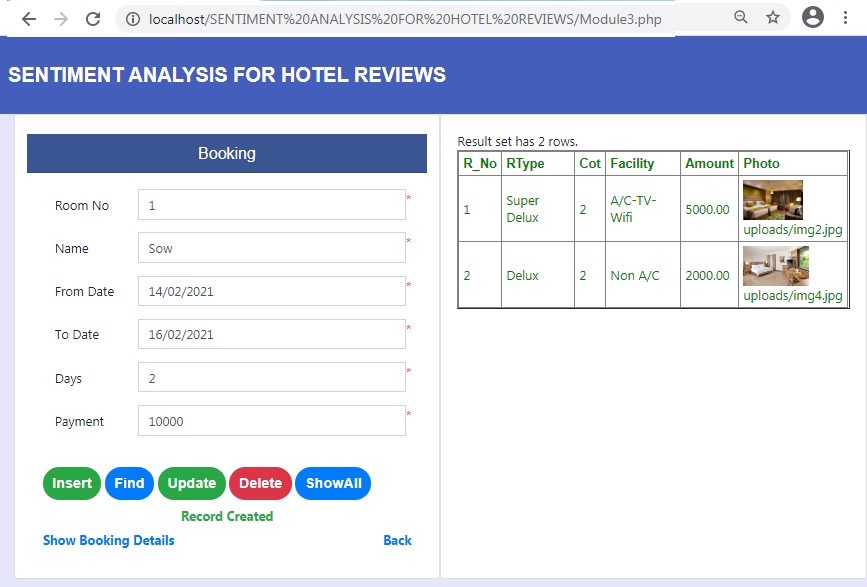 localhost/SENTIMENT%20ANALYSIS%20FOR%20HOTEL%20REVIEWS/Module3.php
SENTIMENT ANALYSIS FOR HOTEL REVIEWS
Booking
Room No 1 *
Name Sow *
From Date 14/02/2021 *
To Date 16/02/2021 *
Days 2 *
Payment 10000 *
Insert Find Update Delete ShowAll
Record Created
Show Booking Details Back
Result set has 2 rows.
R_No RType Cot Facility Amount Photo
1 Super Delux 2 A/C-TV-Wifi 5000.00 uploads/img2.jpg
2 Delux 2 Non A/C 2000.00 uploads/img4.jpg